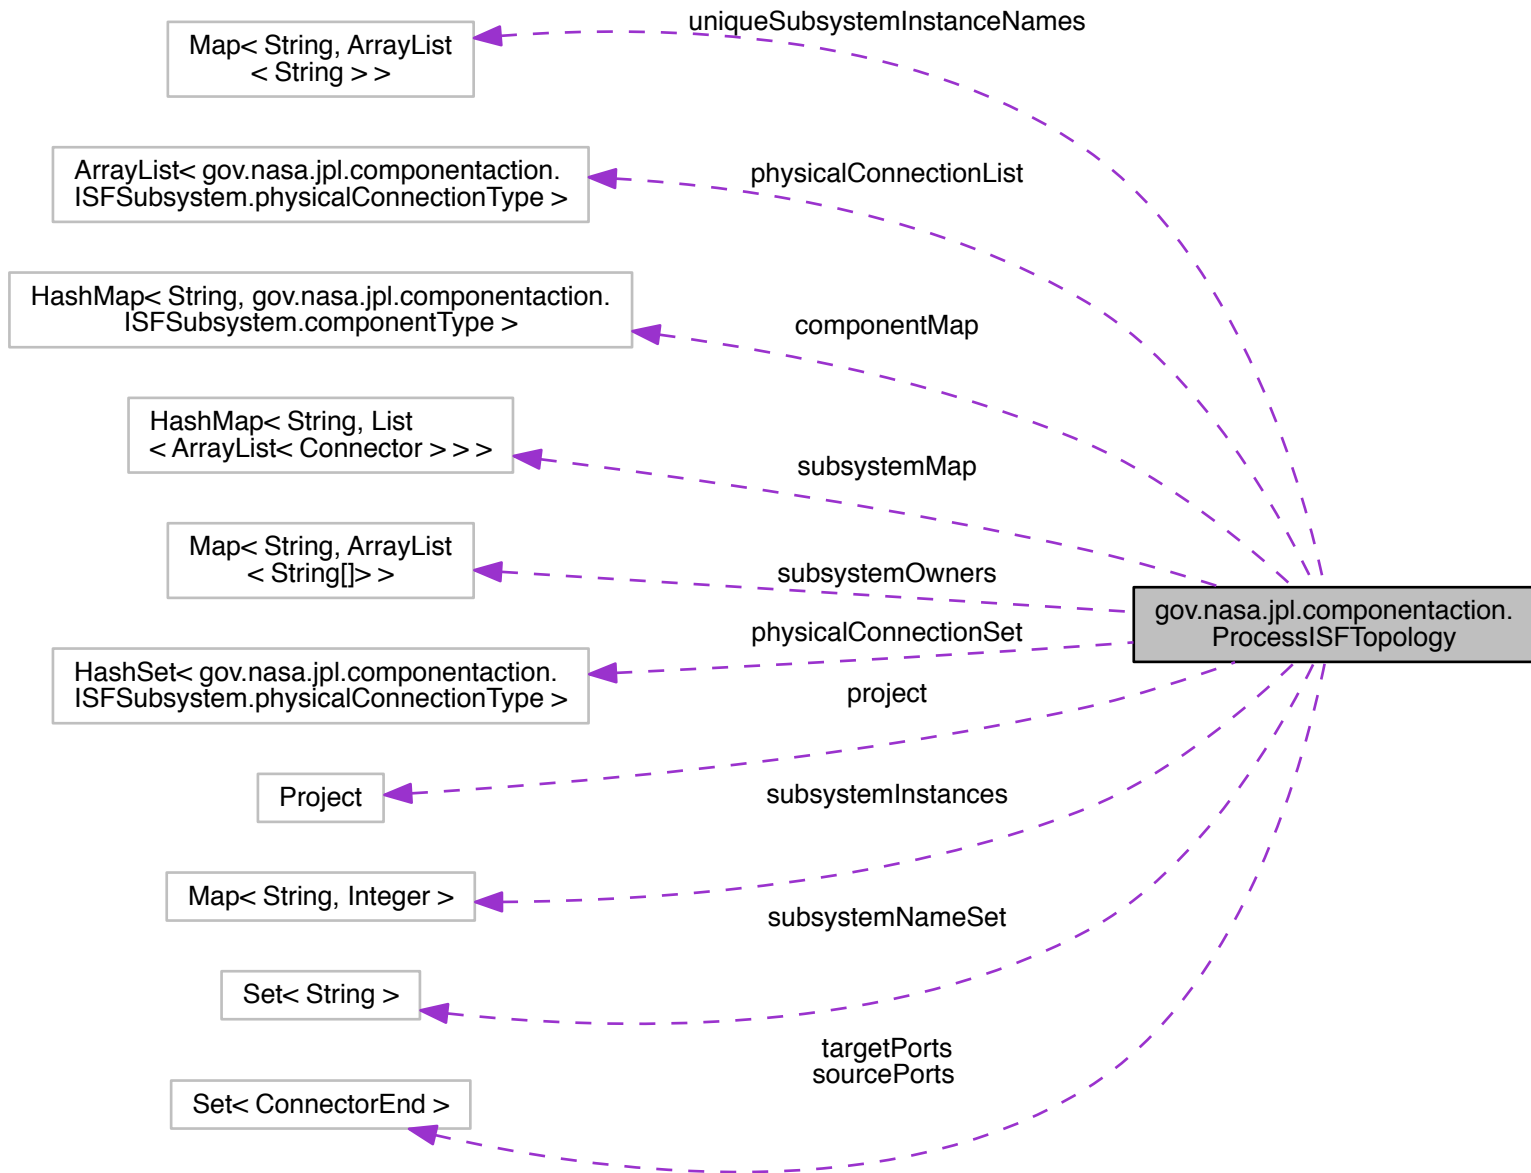 uniqueSubsystemInstanceNames
Map< String, ArrayList
< String > >
ArrayList< gov.nasa.jpl.componentaction.
ISFSubsystem.physicalConnectionType >
physicalConnectionList
HashMap< String, gov.nasa.jpl.componentaction.
ISFSubsystem.componentType >
componentMap
HashMap< String, List
< ArrayList< Connector > > >
subsystemMap
Map< String, ArrayList
< String[]> >
subsystemOwners
gov.nasa.jpl.componentaction.
ProcessISFTopology
physicalConnectionSet
HashSet< gov.nasa.jpl.componentaction.
ISFSubsystem.physicalConnectionType >
project
Project
subsystemInstances
Map< String, Integer >
subsystemNameSet
Set< String >
targetPorts
sourcePorts
Set< ConnectorEnd >